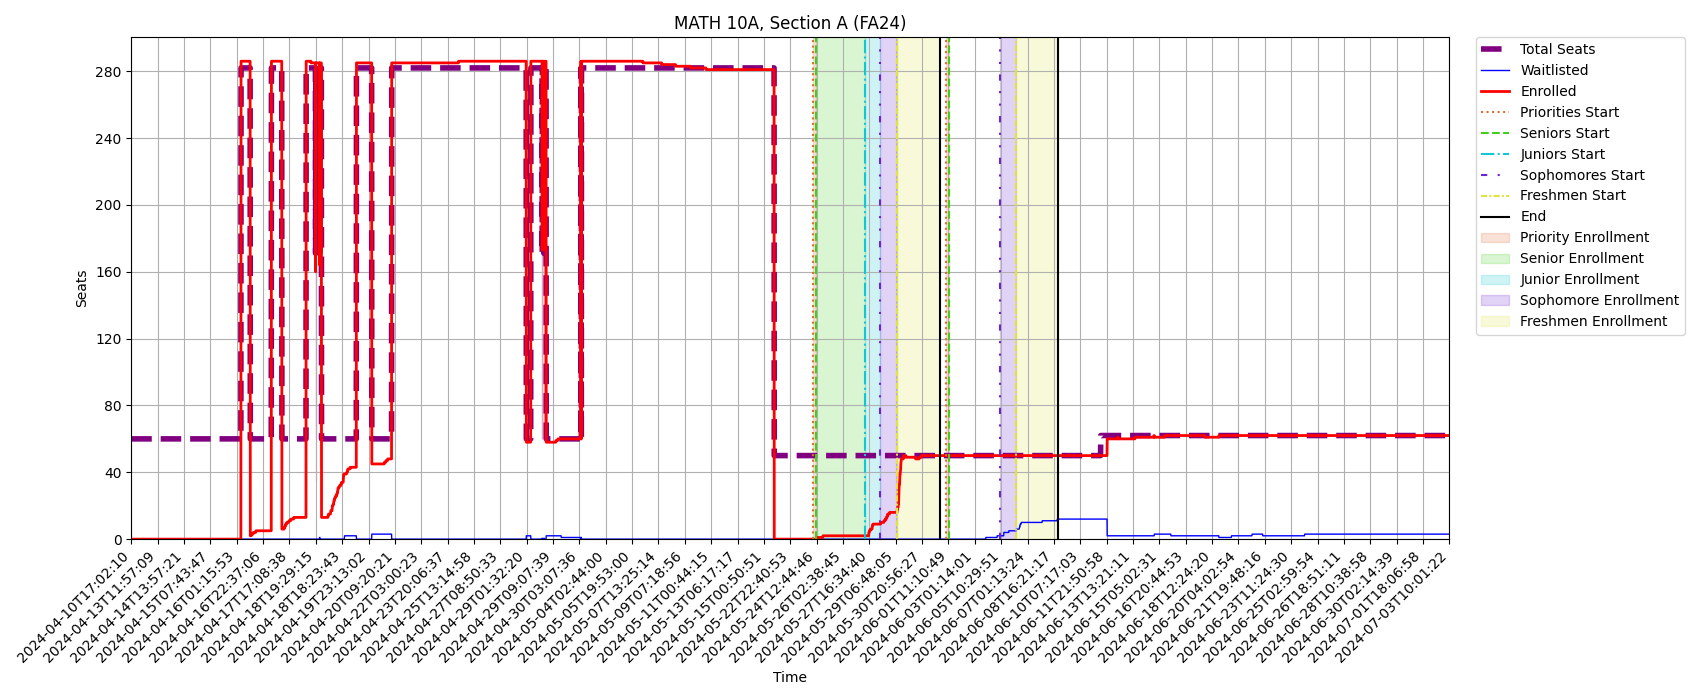 MATH 10A, Section A (FA24)
Seats
280
240
200
160
120
80
40
0
2024-04-10T17:02:10
2024-04-13T11:57:09
2024-04-14T13:57:21
2024-04-15T07:43:47
2024-04-16T01:15:53
2024-04-16T22:37:06
2024-04-17T17:08:38
2024-04-18T19:29:15
2024-04-18T18:23:43
2024-04-19T23:13:02
2024-04-20T09:20:21
2024-04-22T03:00:23
2024-04-23T20:06:37
2024-04-25T13:14:58
2024-04-27T08:50:33
2024-04-29T01:32:20
2024-04-29T09:07:39
2024-04-30T03:07:36
2024-05-04T02:44:00
2024-05-05T19:53:00
2024-05-07T13:25:14
2024-05-09T07:18:56
2024-05-11T00:44:15
2024-05-13T06:17:17
2024-05-15T00:50:51
2024-05-22T22:40:53
2024-05-24T12:44:46
2024-05-26T02:38:45
2024-05-27T16:34:40
2024-05-29T06:48:05
2024-05-30T20:56:27
2024-06-01T11:10:49
2024-06-03T01:14:01
2024-06-05T10:29:51
2024-06-07T01:13:24
2024-06-08T16:21:17
2024-06-10T07:17:03
2024-06-11T21:50:58
2024-06-13T13:21:11
2024-06-15T05:02:31
2024-06-16T20:44:53
2024-06-18T12:24:20
2024-06-20T04:02:54
2024-06-21T19:48:16
2024-06-23T11:24:30
2024-06-25T02:59:54
2024-06-26T18:51:11
2024-06-28T10:38:58
2024-06-30T02:14:39
2024-07-01T18:06:58
2024-07-03T10:01:22
Time
Total Seats
Waitlisted
Enrolled
Priorities Start
Seniors Start
Juniors Start
Sophomores Start
Freshmen Start
End
Priority Enrollment
Senior Enrollment
Junior Enrollment
Sophomore Enrollment
Freshmen Enrollment